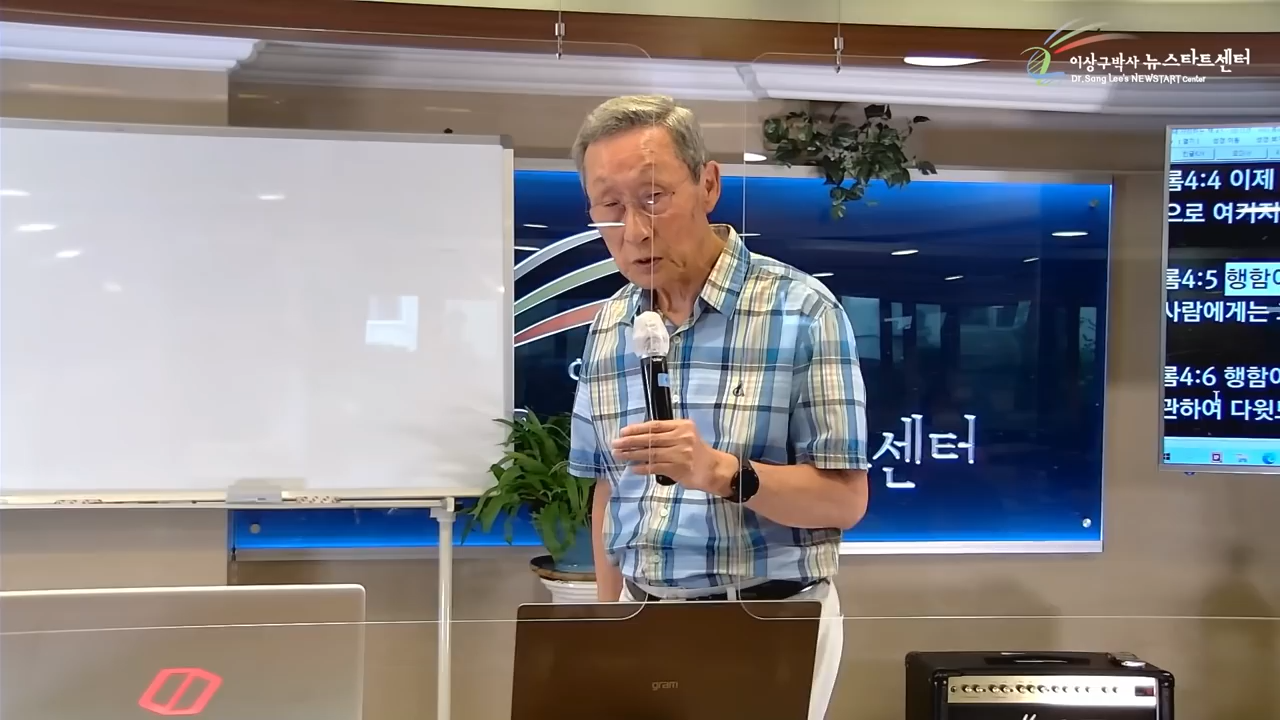 이상구박사 뉴스타트센터
Dr. Sang Lee's NEWSTART Center
롬4:4 이제
으로 여기지
롬4:5 행함이
사람에게는
롬4:6 행함이
관하여 다윗
센터
gram